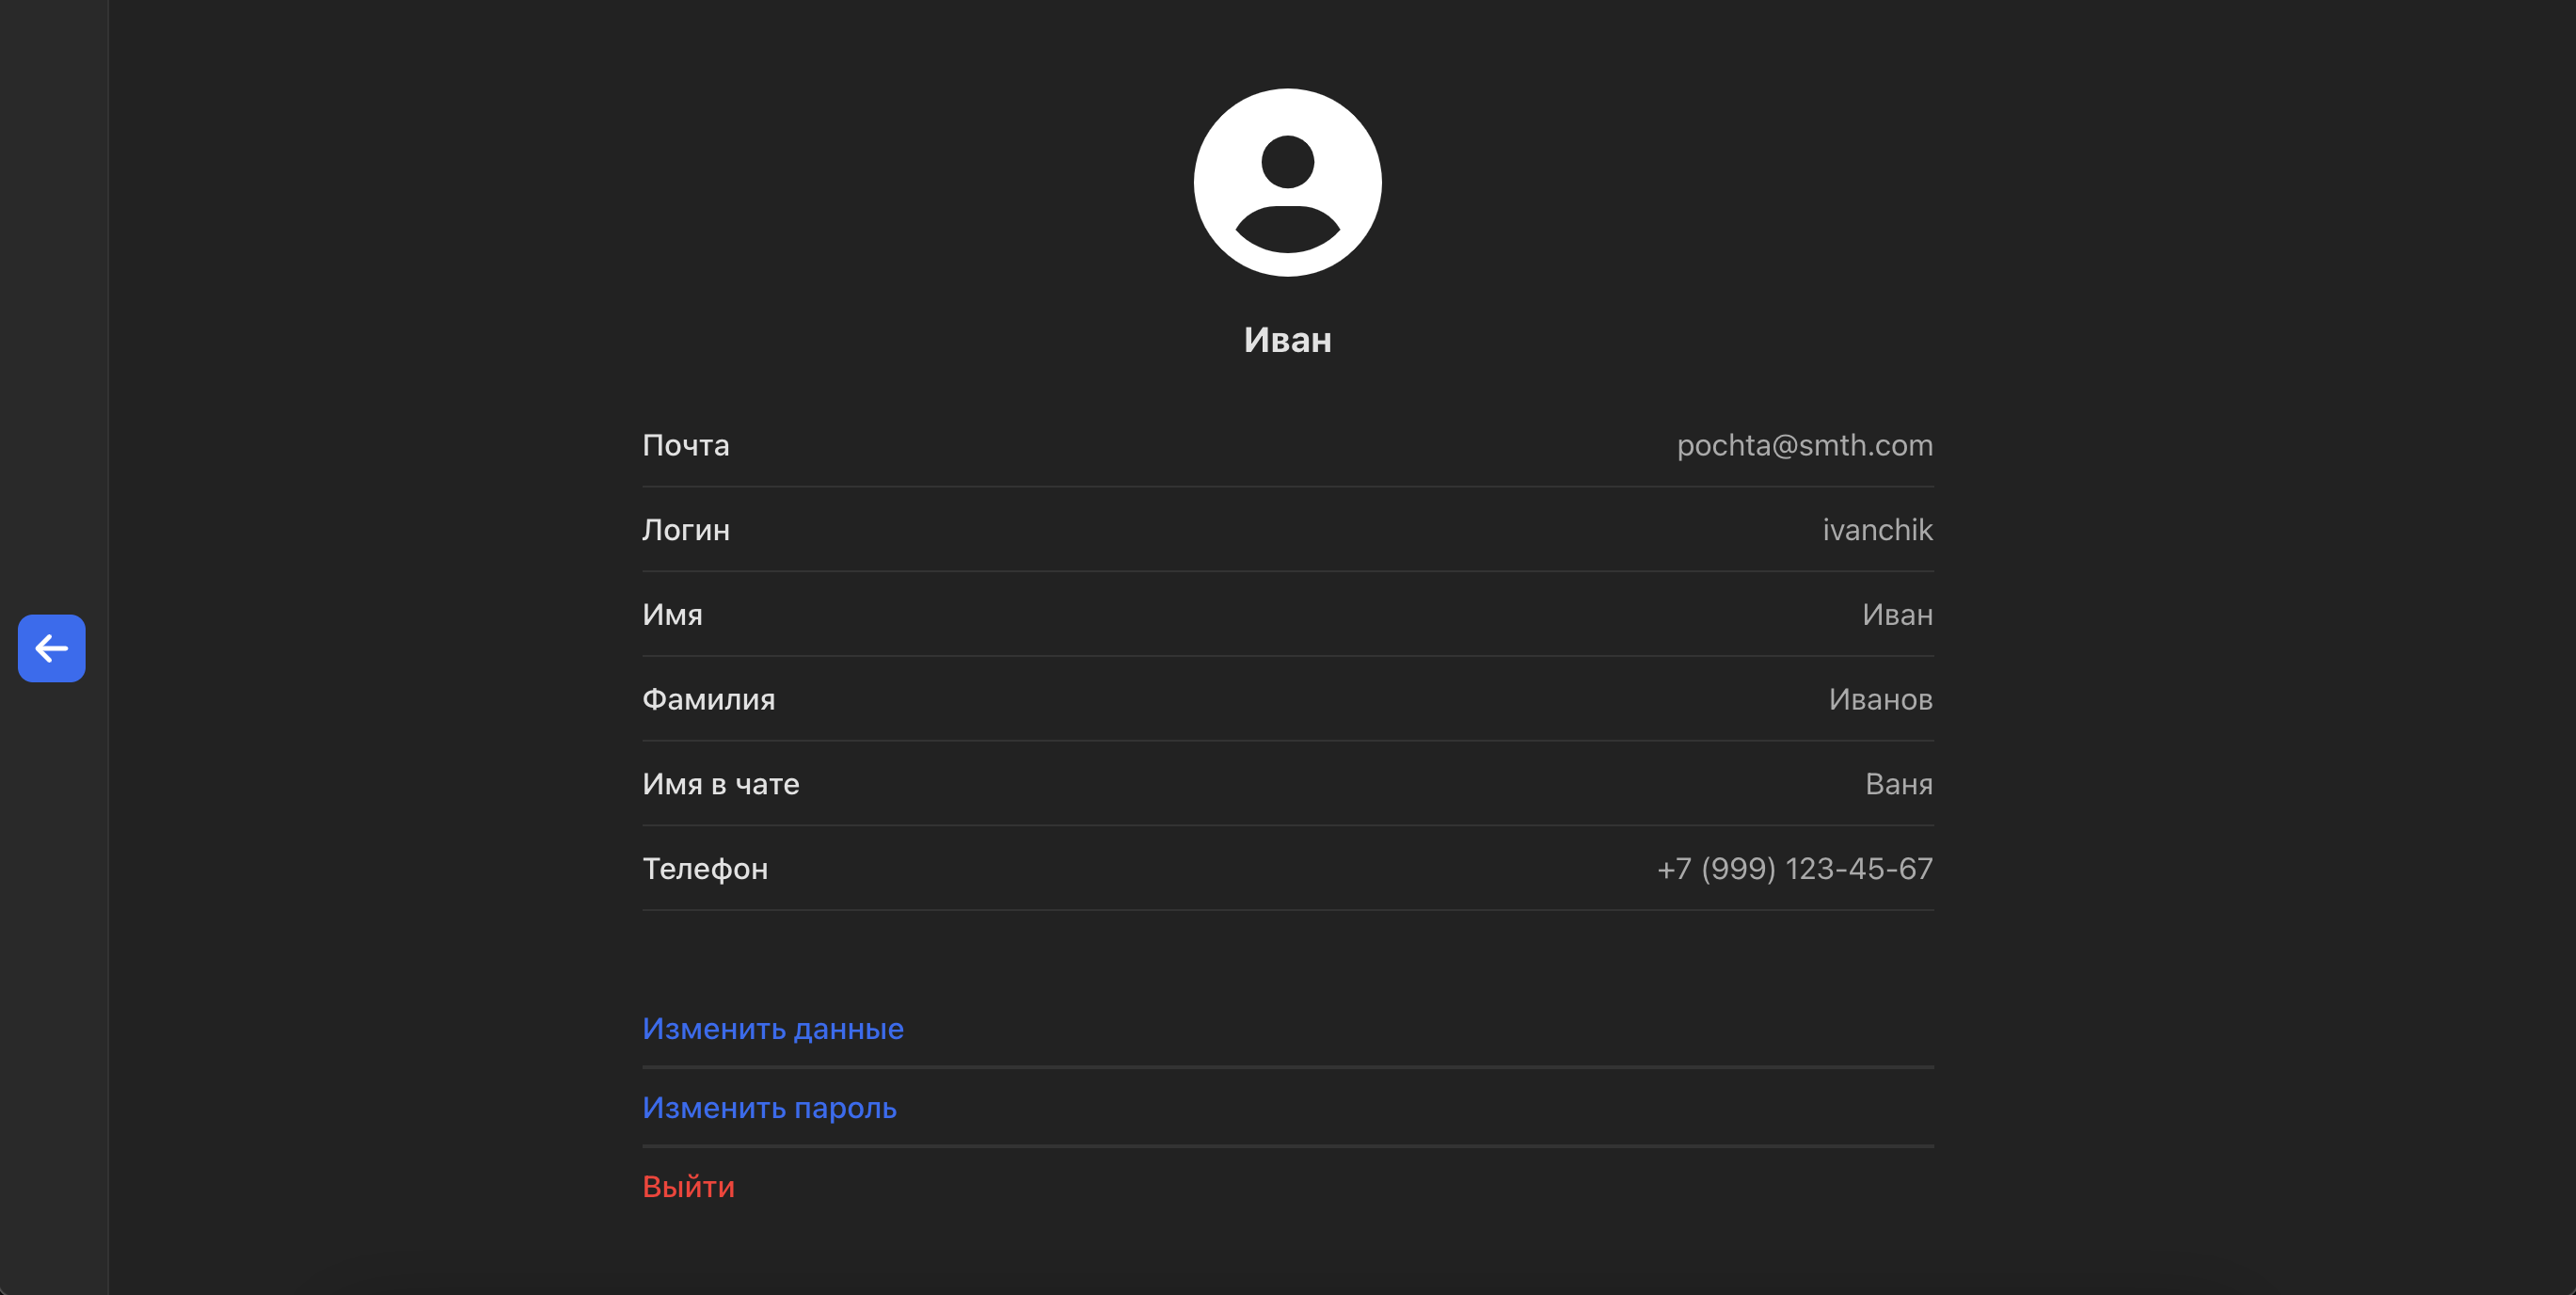 Иван
Почта pochta@smth.com
Логин ivanchik
Имя Иван
Фамилия Иванов
Имя в чате Ваня
Телефон +7 (999) 123-45-67
Изменить данные
Изменить пароль
Выйти